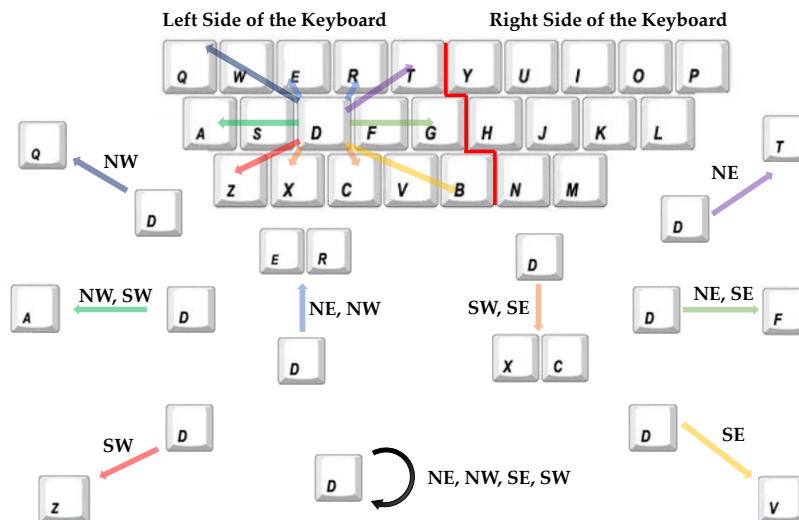 Left Side of the Keyboard Right Side of the Keyboard
Q W E R T Y U I O P
A S D F G H J K L
Z X C V B N M
Q NW D
NE T D
E R NE, NW D
D SW, SE X C
A NW, SW D
D NE, SE F
D SW Z
D NE, NW, SE, SW
D SE V